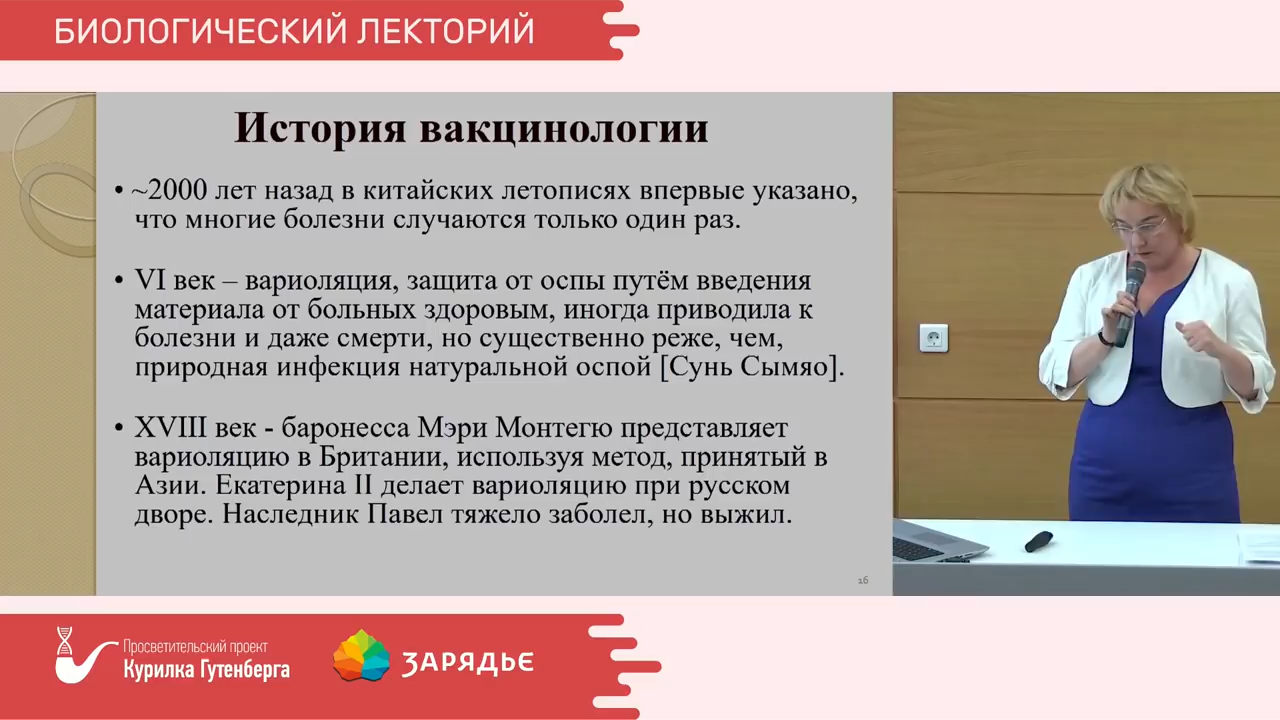 БИОЛОГИЧЕСКИЙ ЛЕКТОРИЙ
История вакцинологии
• ~2000 лет назад в китайских летописях впервые указано,
что многие болезни случаются только один раз.
• VI век – вариоляция, защита от оспы путём введения
материала от больных здоровым, иногда приводила к
болезни и даже смерти, но существенно реже, чем,
природная инфекция натуральной оспой [Сунь Сымяо].
• XVIII век - баронесса Мэри Монтегю представляет
вариоляцию в Британии, используя метод, принятый в
Азии. Екатерина II делает вариоляцию при русском
дворе. Наследник Павел тяжело заболел, но выжил.
16
Просветительский проект
Курилка Гутенберга
ЗАРЯДЬЕ